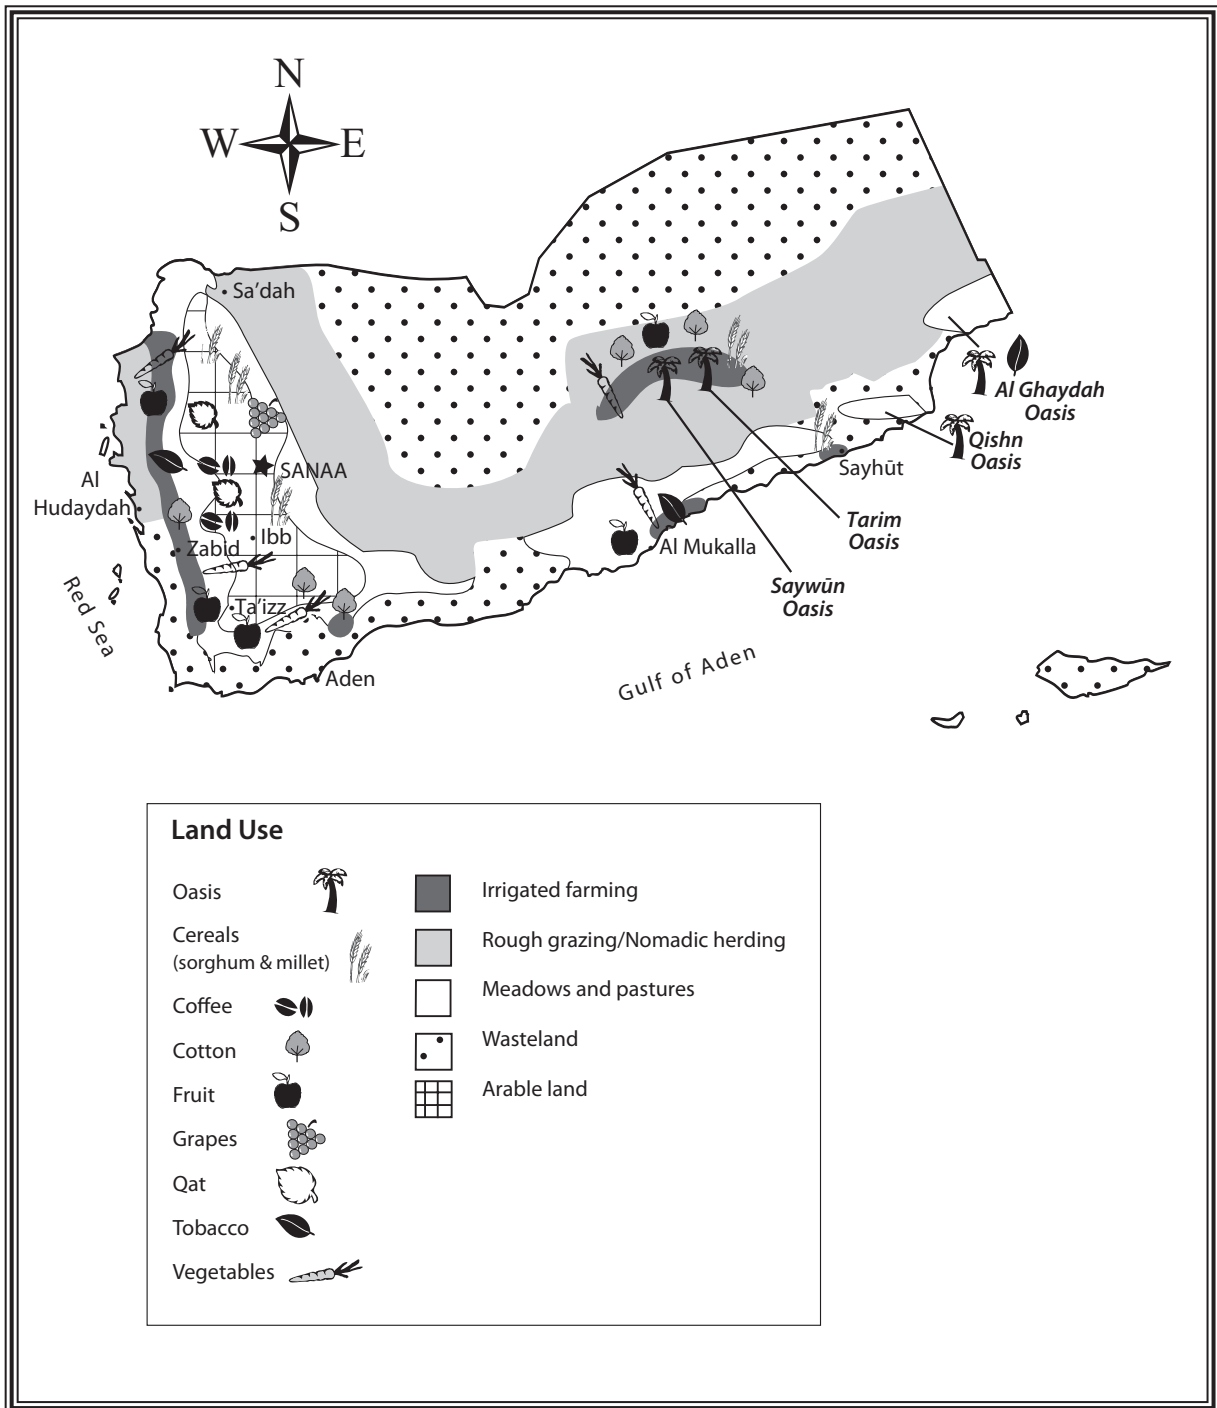 N
W
E
S
Sa'dah
SANAA
Al
Hudaydah
Zabid
Ibb
Ta'izz
Aden
Red Sea
Gulf of Aden
Al Mukalla
Sayhūt
Al Ghaydah
Oasis
Qishn
Oasis
Tarim
Oasis
Saywūn
Oasis
Land Use
Oasis
Cereals
(sorghum & millet)
Coffee
Cotton
Fruit
Grapes
Qat
Tobacco
Vegetables
Irrigated farming
Rough grazing/Nomadic herding
Meadows and pastures
Wasteland
Arable land